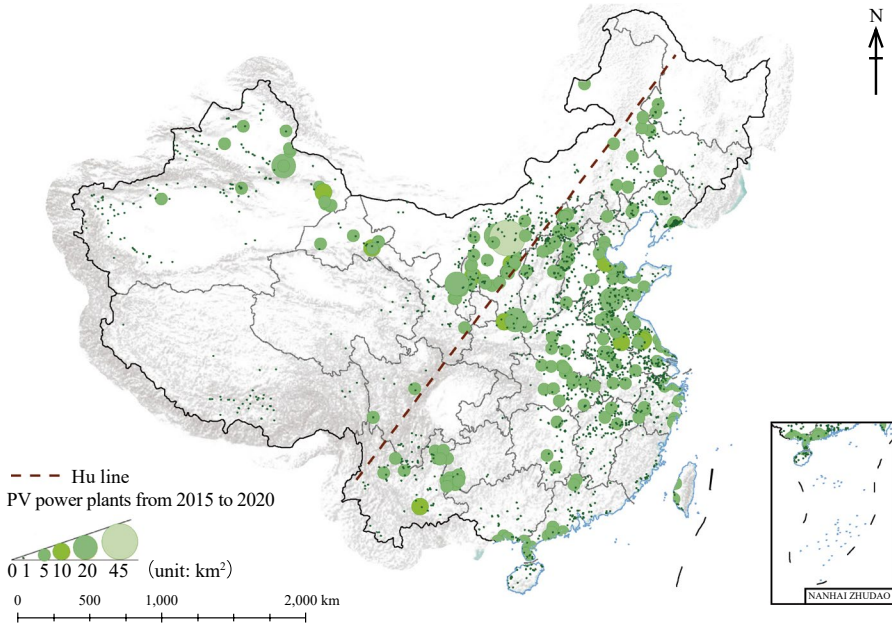 N
Hu line
PV power plants from 2015 to 2020
0 1 5 10 20 45 (unit: km²)
0 500 1,000 2,000 km
NANHAI ZHUDAO